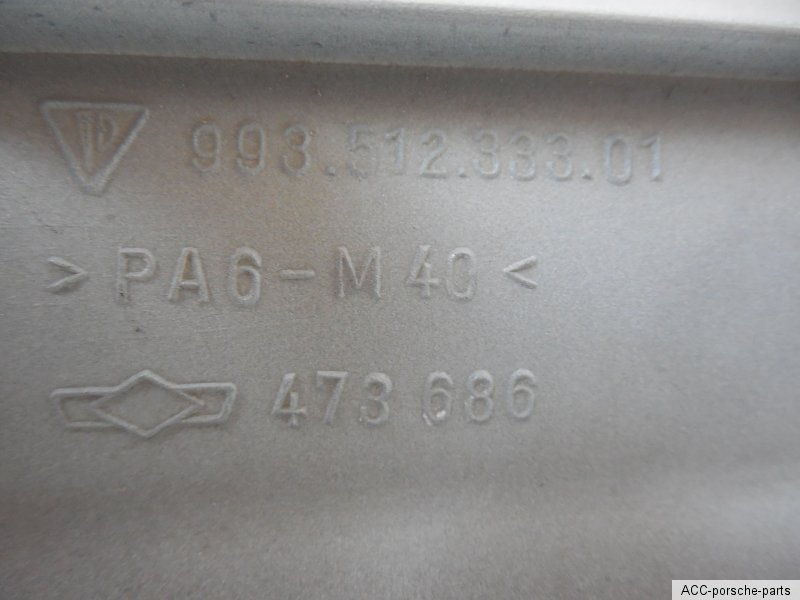 993.512.333.01
>PA6-M40<
473 686
ACC-porsche-parts